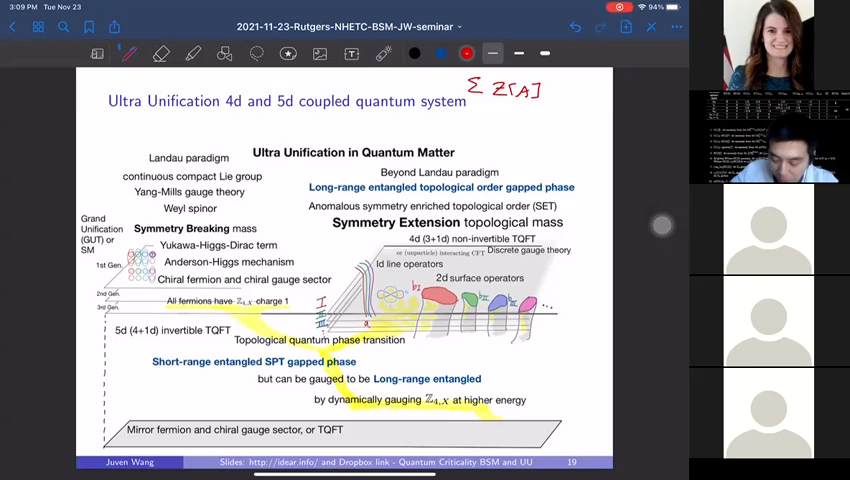 3:09 PM Tue Nov 23
94%
2021-11-23-Rutgers-NHETC-BSM-JW-seminar
Ultra Unification 4d and 5d coupled quantum system
Σ Z[A]
Ultra Unification in Quantum Matter
Landau paradigm
continuous compact Lie group
Yang-Mills gauge theory
Weyl spinor
Beyond Landau paradigm
Long-range entangled topological order gapped phase
Anomalous symmetry enriched topological order (SET)
Grand
Unification
(GUT) or
SM
Symmetry Breaking mass
Symmetry Extension topological mass
Yukawa-Higgs-Dirac term
Anderson-Higgs mechanism
Chiral fermion and chiral gauge sector
4d (3+1d) non-invertible TQFT
or (unparticle) interacting CFT
Discrete gauge theory
1st Gen.
1d line operators
2d surface operators
2nd Gen.
3rd Gen.
All fermions have ℤ4,X charge 1
I
II
III
a
bI
bII
bIII
...
5d (4+1d) invertible TQFT
Topological quantum phase transition
Short-range entangled SPT gapped phase
but can be gauged to be Long-range entangled
by dynamically gauging ℤ4,X at higher energy
Mirror fermion and chiral gauge sector, or TQFT
Juven Wang
Slides: http://idear.info/ and Dropbox link - Quantum Criticality BSM and UU
19